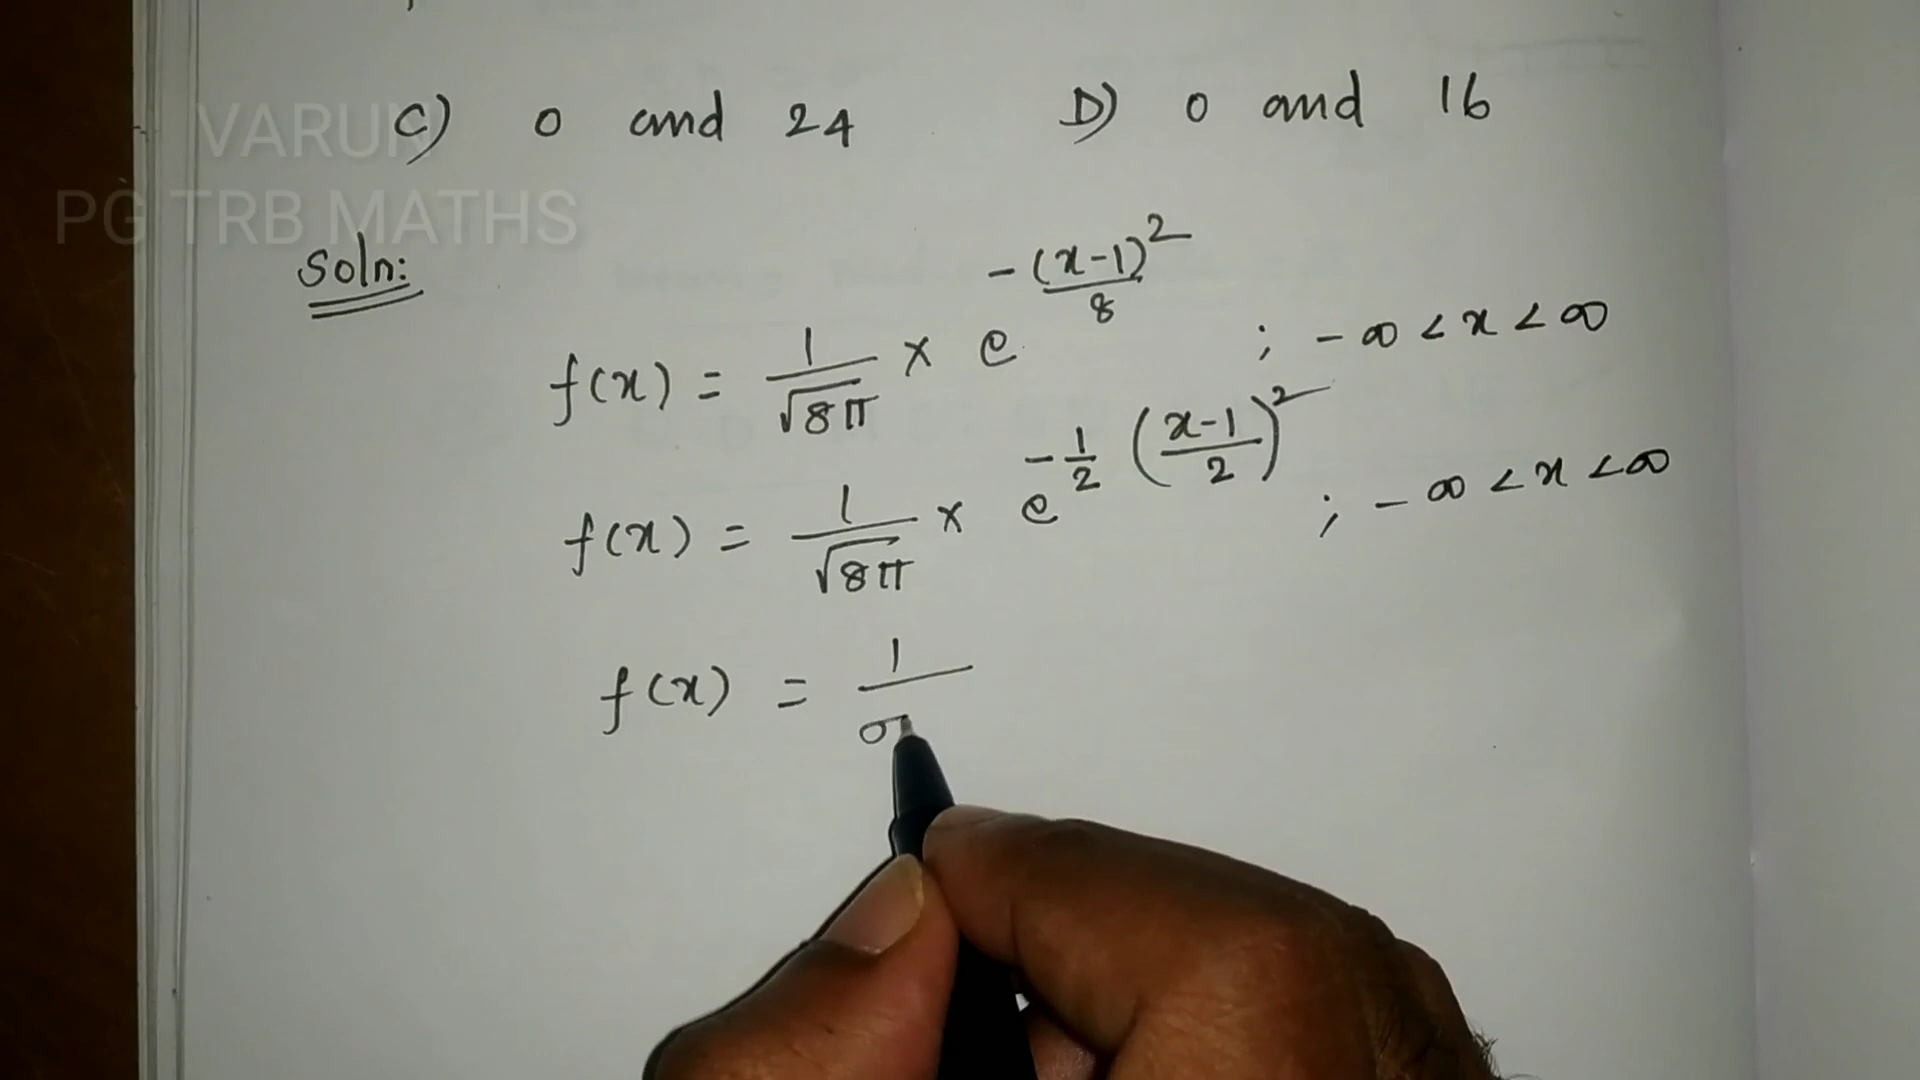 C) 0 and 24 D) 0 and 16
VARUN
PG TRB MATHS
Soln:
f(x) = 1/√8π × e^(-(x-1)²/8) ; -∞ < x < ∞
f(x) = 1/√8π × e^(-1/2 ((x-1)/2)²) ; -∞ < x < ∞
f(x) = 1/σ